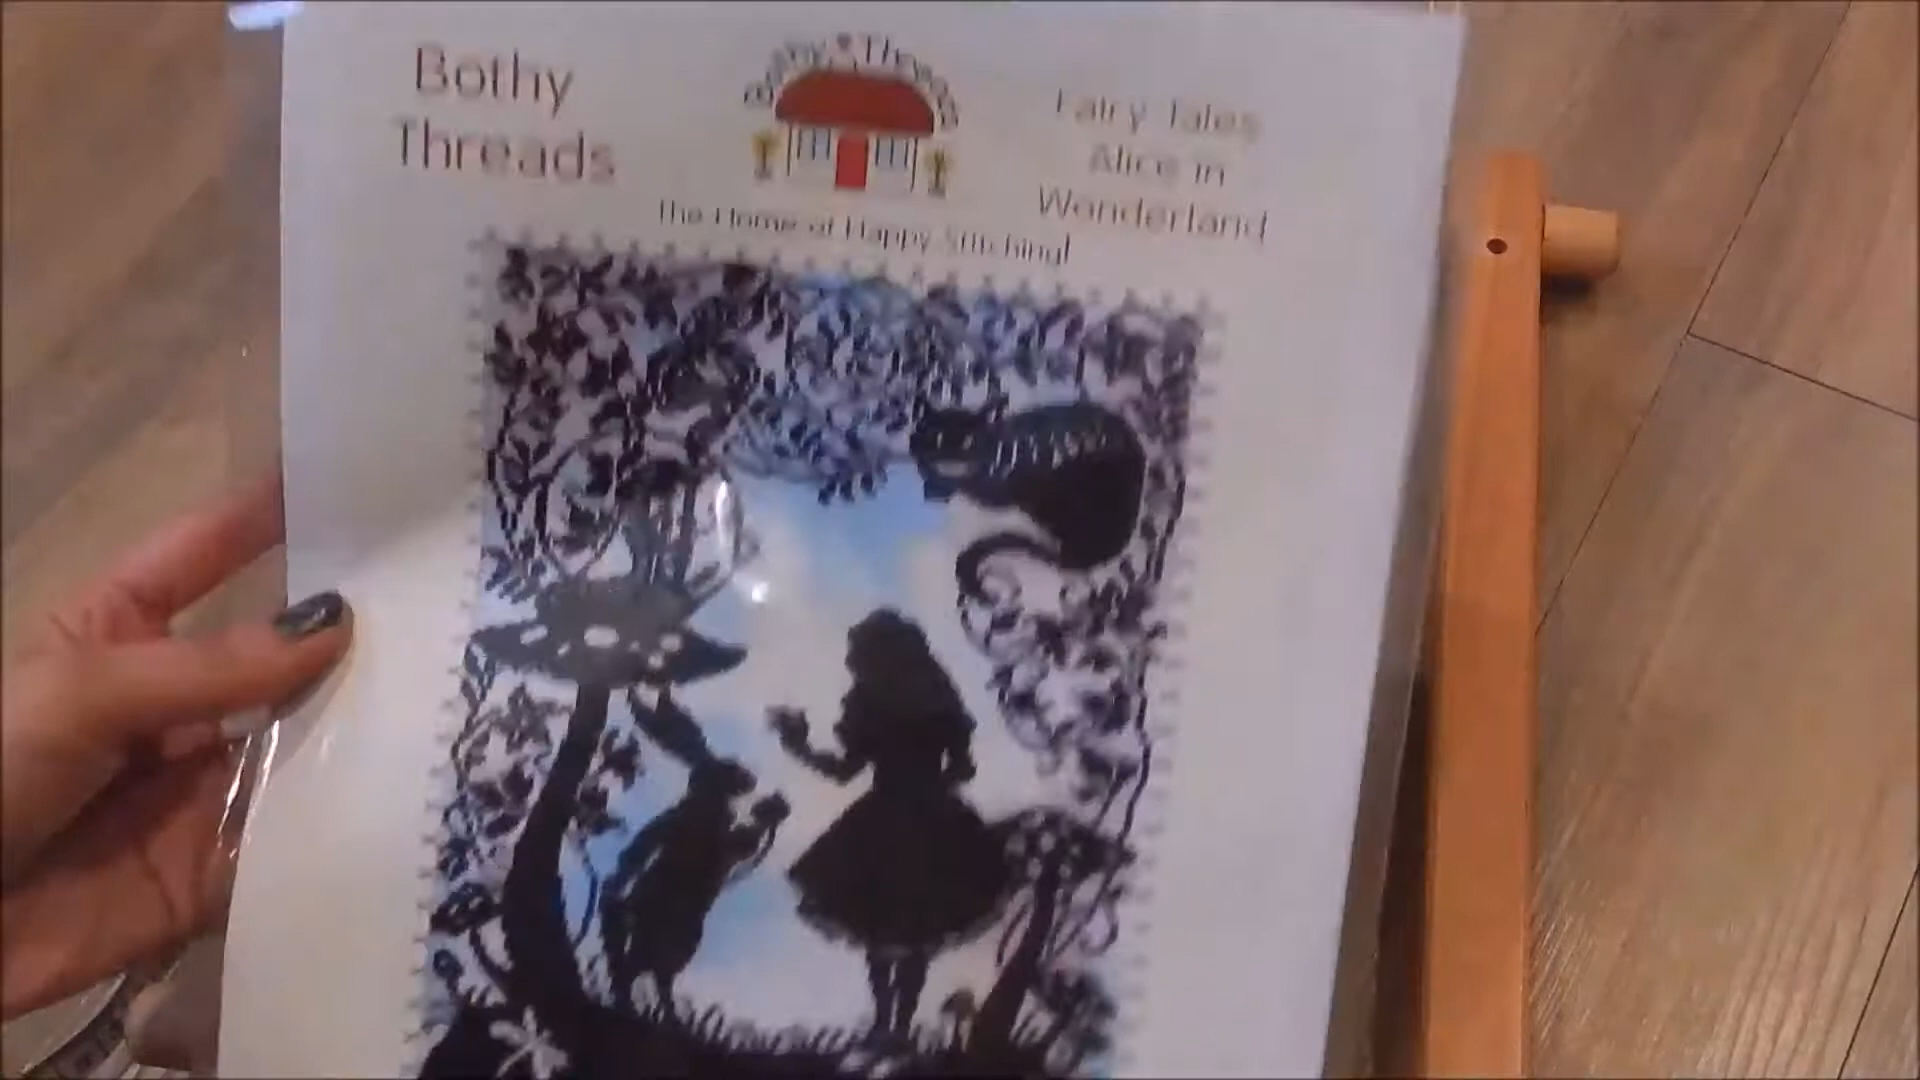 Bothy
Threads
Bothy Threads
Fairy Tales
Alice in
Wonderland
The Home of Happy Stitching!